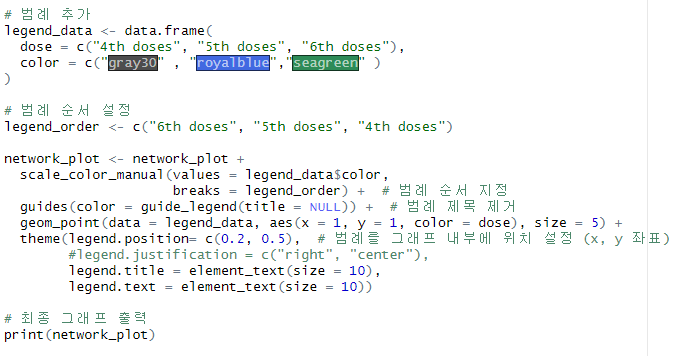 # 범례 추가
legend_data <- data.frame(
  dose = c("4th doses", "5th doses", "6th doses"),
  color = c("gray30" , "royalblue","seagreen" )
)

# 범례 순서 설정
legend_order <- c("6th doses", "5th doses", "4th doses")

network_plot <- network_plot +
  scale_color_manual(values = legend_data$color,
                     breaks = legend_order) +  # 범례 순서 지정
  guides(color = guide_legend(title = NULL)) +  # 범례 제목 제거
  geom_point(data = legend_data, aes(x = 1, y = 1, color = dose), size = 5) +
  theme(legend.position= c(0.2, 0.5),  # 범례를 그래프 내부에 위치 설정 (x, y 좌표)
        #legend.justification = c("right", "center"),
        legend.title = element_text(size = 10),
        legend.text = element_text(size = 10))

# 최종 그래프 출력
print(network_plot)